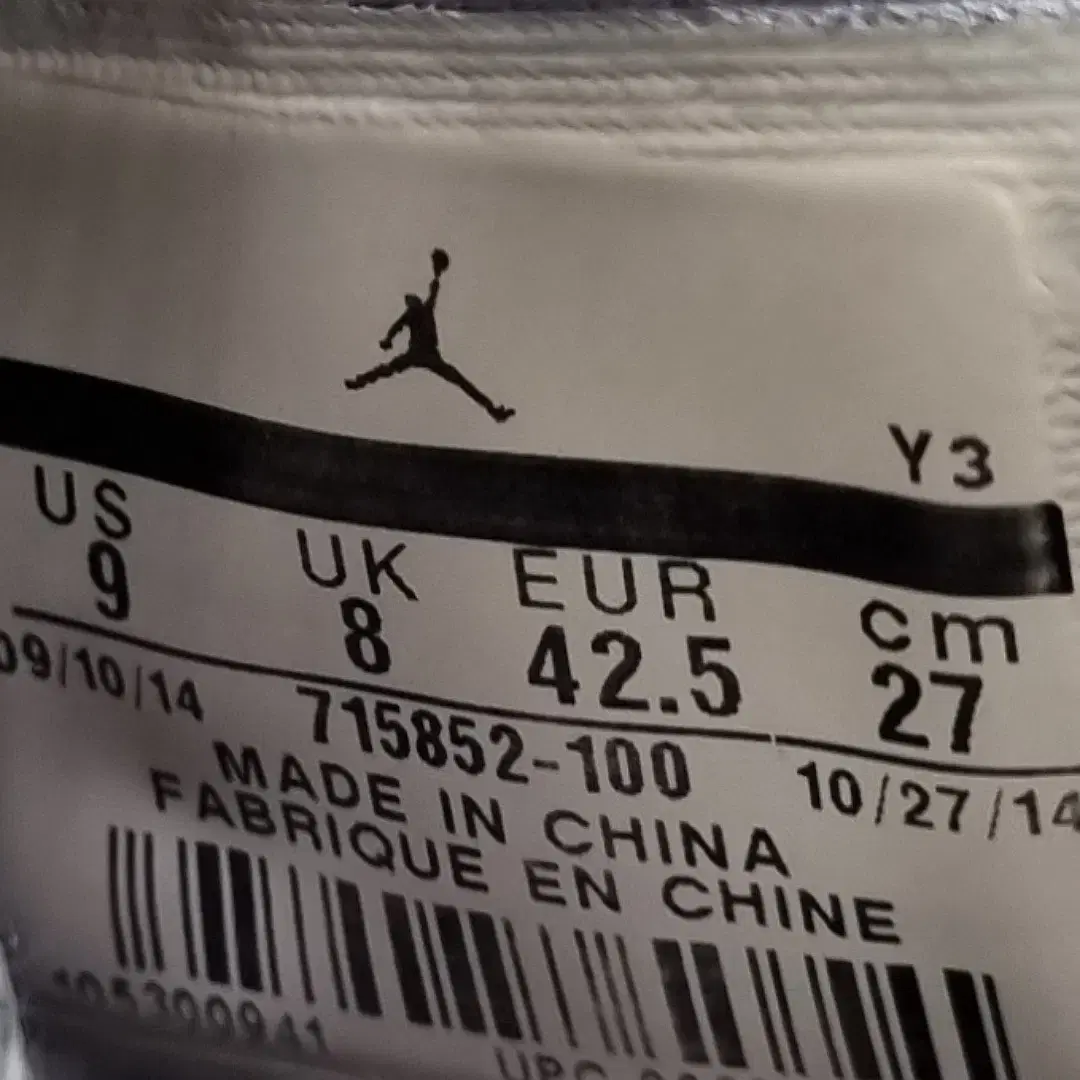 Y3
US UK EUR cm
9 8 42.5 27
09/10/14 715852-100 10/27/14
MADE IN CHINA
FABRIQUE EN CHINE
UPC